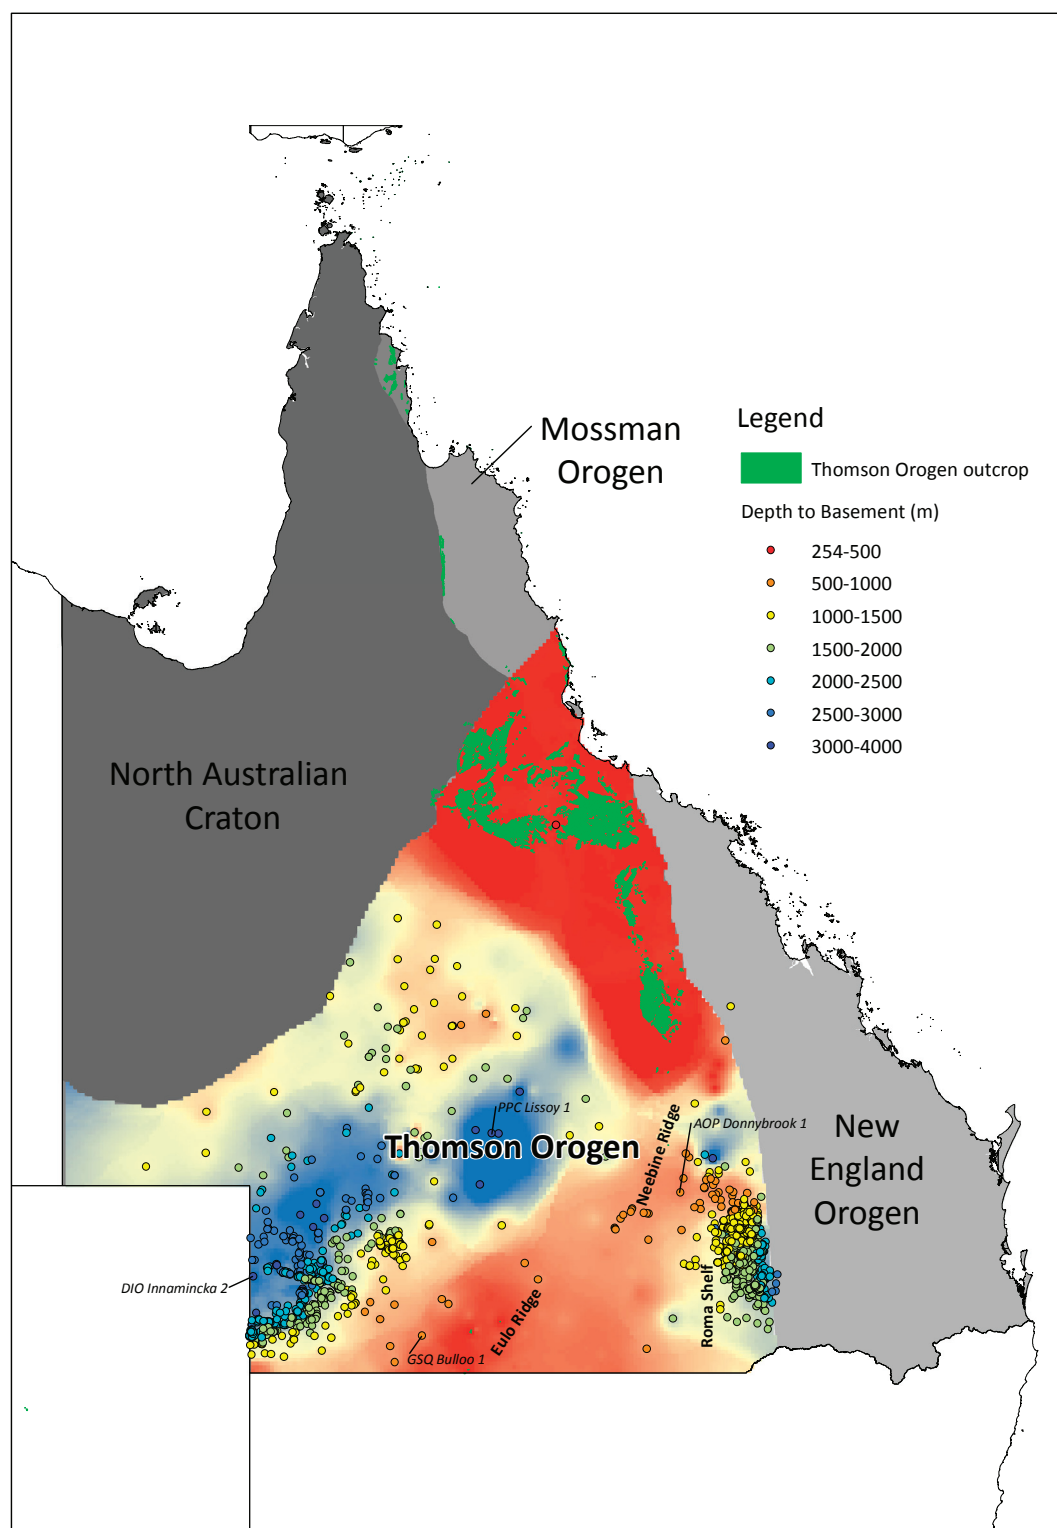 Mossman
Orogen
Legend
Thomson Orogen outcrop
Depth to Basement (m)
254-500
500-1000
1000-1500
1500-2000
2000-2500
2500-3000
3000-4000
North Australian
Craton
PPC Lissoy 1
Thomson Orogen
Neebine Ridge
AOP Donnybrook 1
New
England
Orogen
DIO Innamincka 2
Eulo Ridge
Roma Shelf
GSQ Bulloo 1